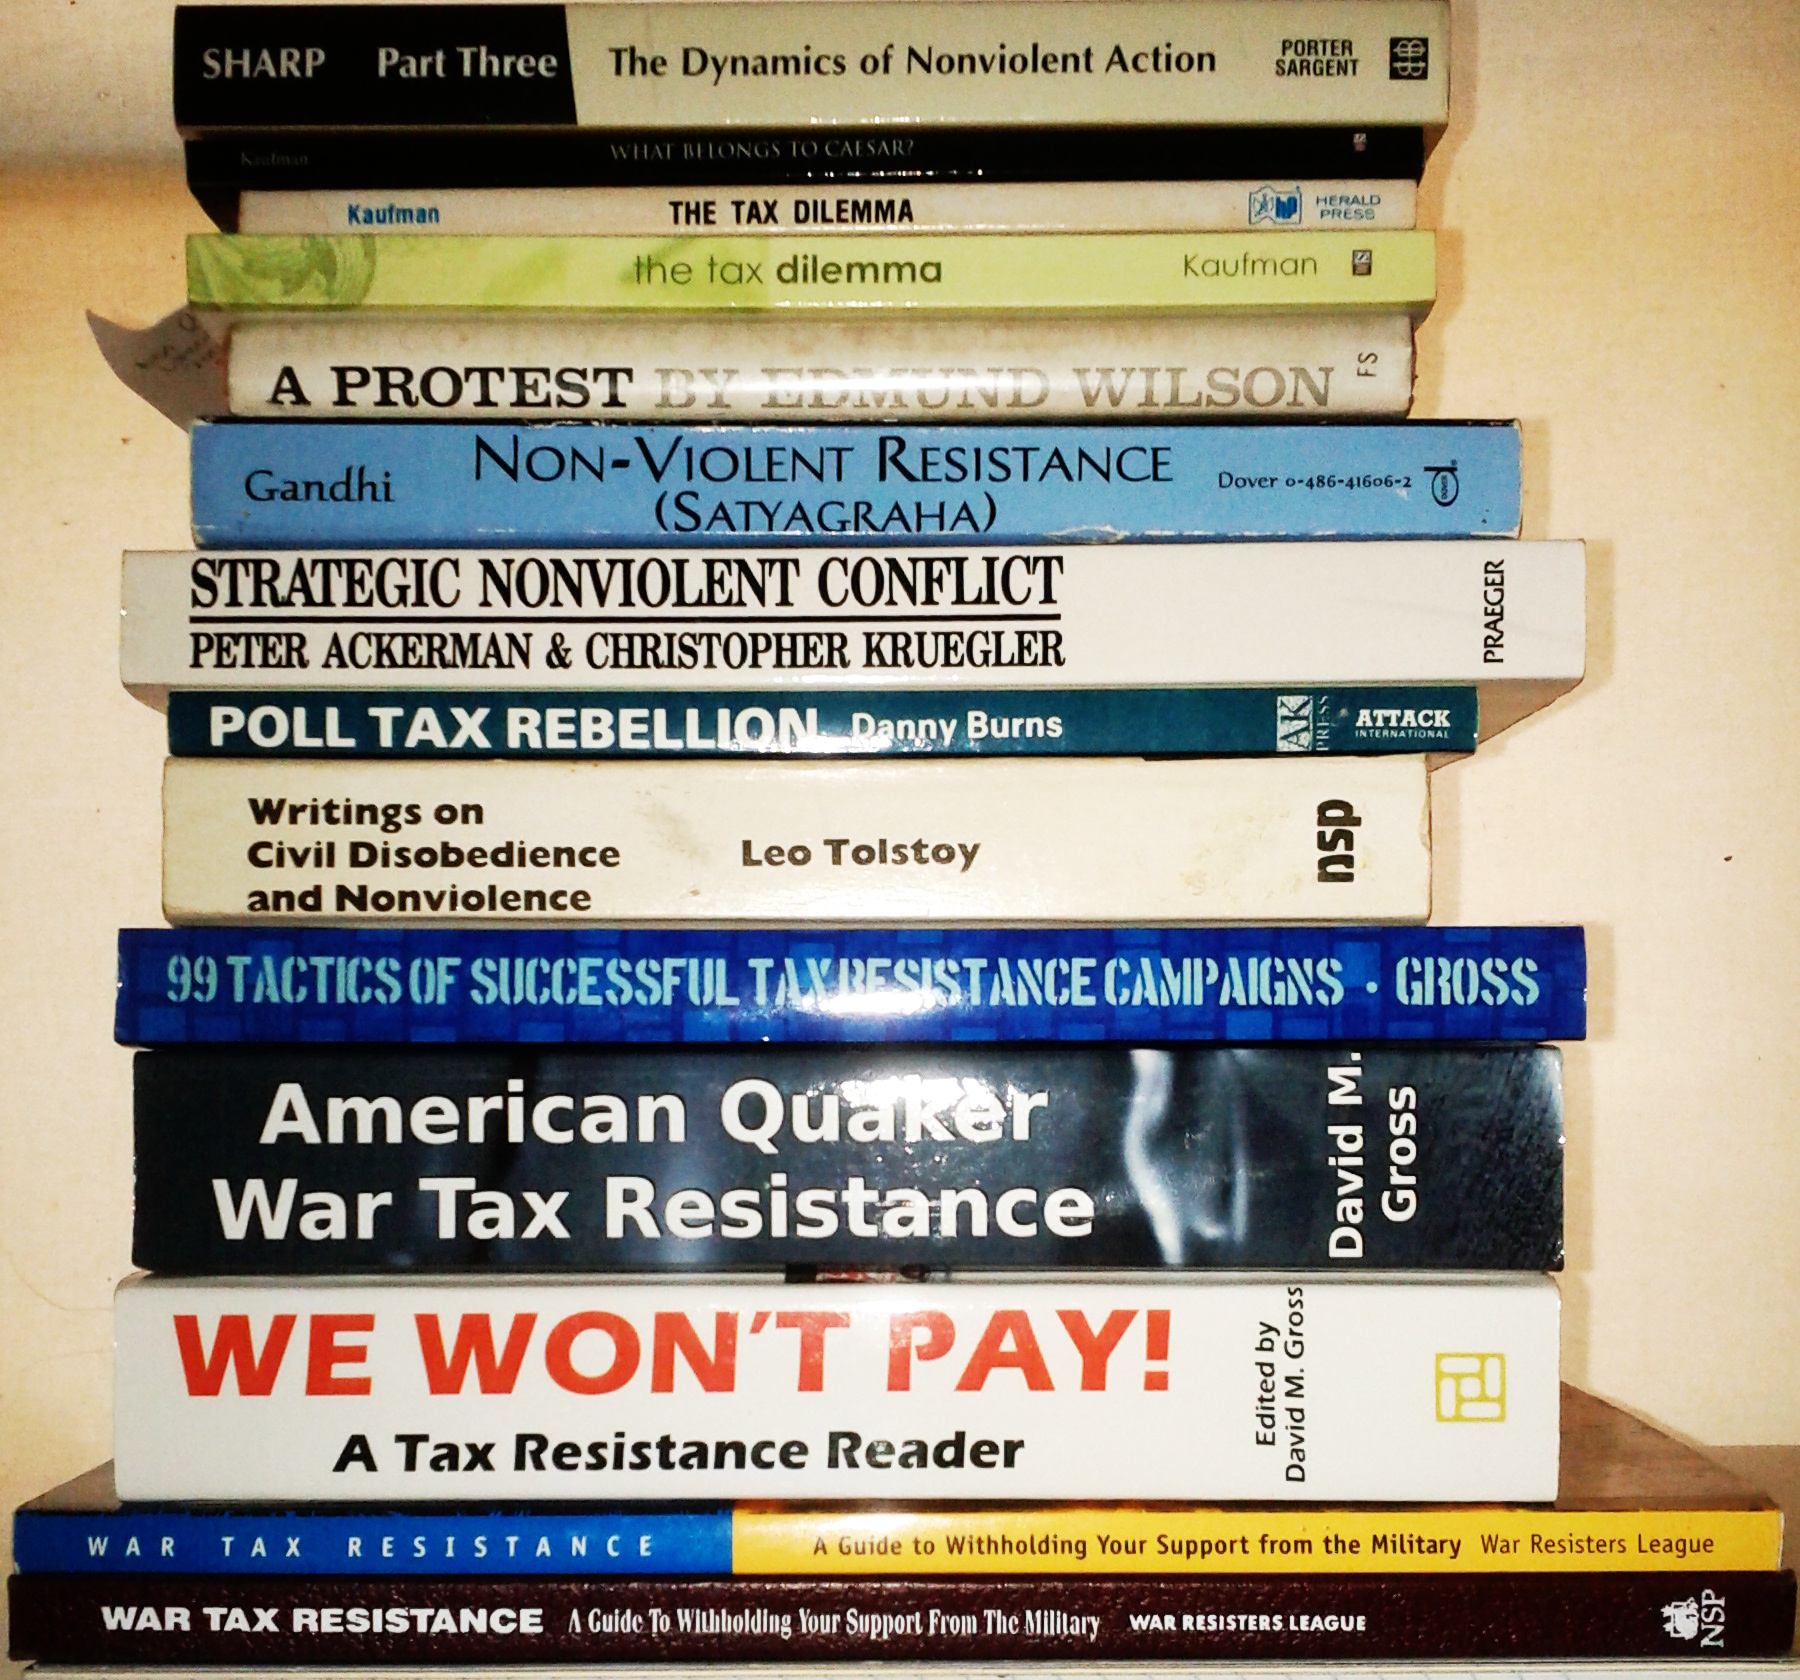 SHARP Part Three The Dynamics of Nonviolent Action PORTER SARGENT
Kaufman WHAT BELONGS TO CAESAR?
Kaufman THE TAX DILEMMA HERALD PRESS
the tax dilemma Kaufman
A PROTEST BY EDMUND WILSON FS
Gandhi NON-VIOLENT RESISTANCE (SATYAGRAHA) Dover 0-486-41606-2 DOVER
STRATEGIC NONVIOLENT CONFLICT
PETER ACKERMAN & CHRISTOPHER KRUEGLER PRAEGER
POLL TAX REBELLION Danny Burns AK PRESS ATTACK INTERNATIONAL
Writings on
Civil Disobedience
and Nonviolence
Leo Tolstoy
nsp
99 TACTICS OF SUCCESSFUL TAX RESISTANCE CAMPAIGNS · GROSS
American Quaker
War Tax Resistance
David M.
Gross
WE WON'T PAY!
A Tax Resistance Reader
Edited by
David M. Gross
WAR TAX RESISTANCE A Guide to Withholding Your Support from the Military War Resisters League
WAR TAX RESISTANCE A Guide To Withholding Your Support From The Military WAR RESISTERS LEAGUE NSP